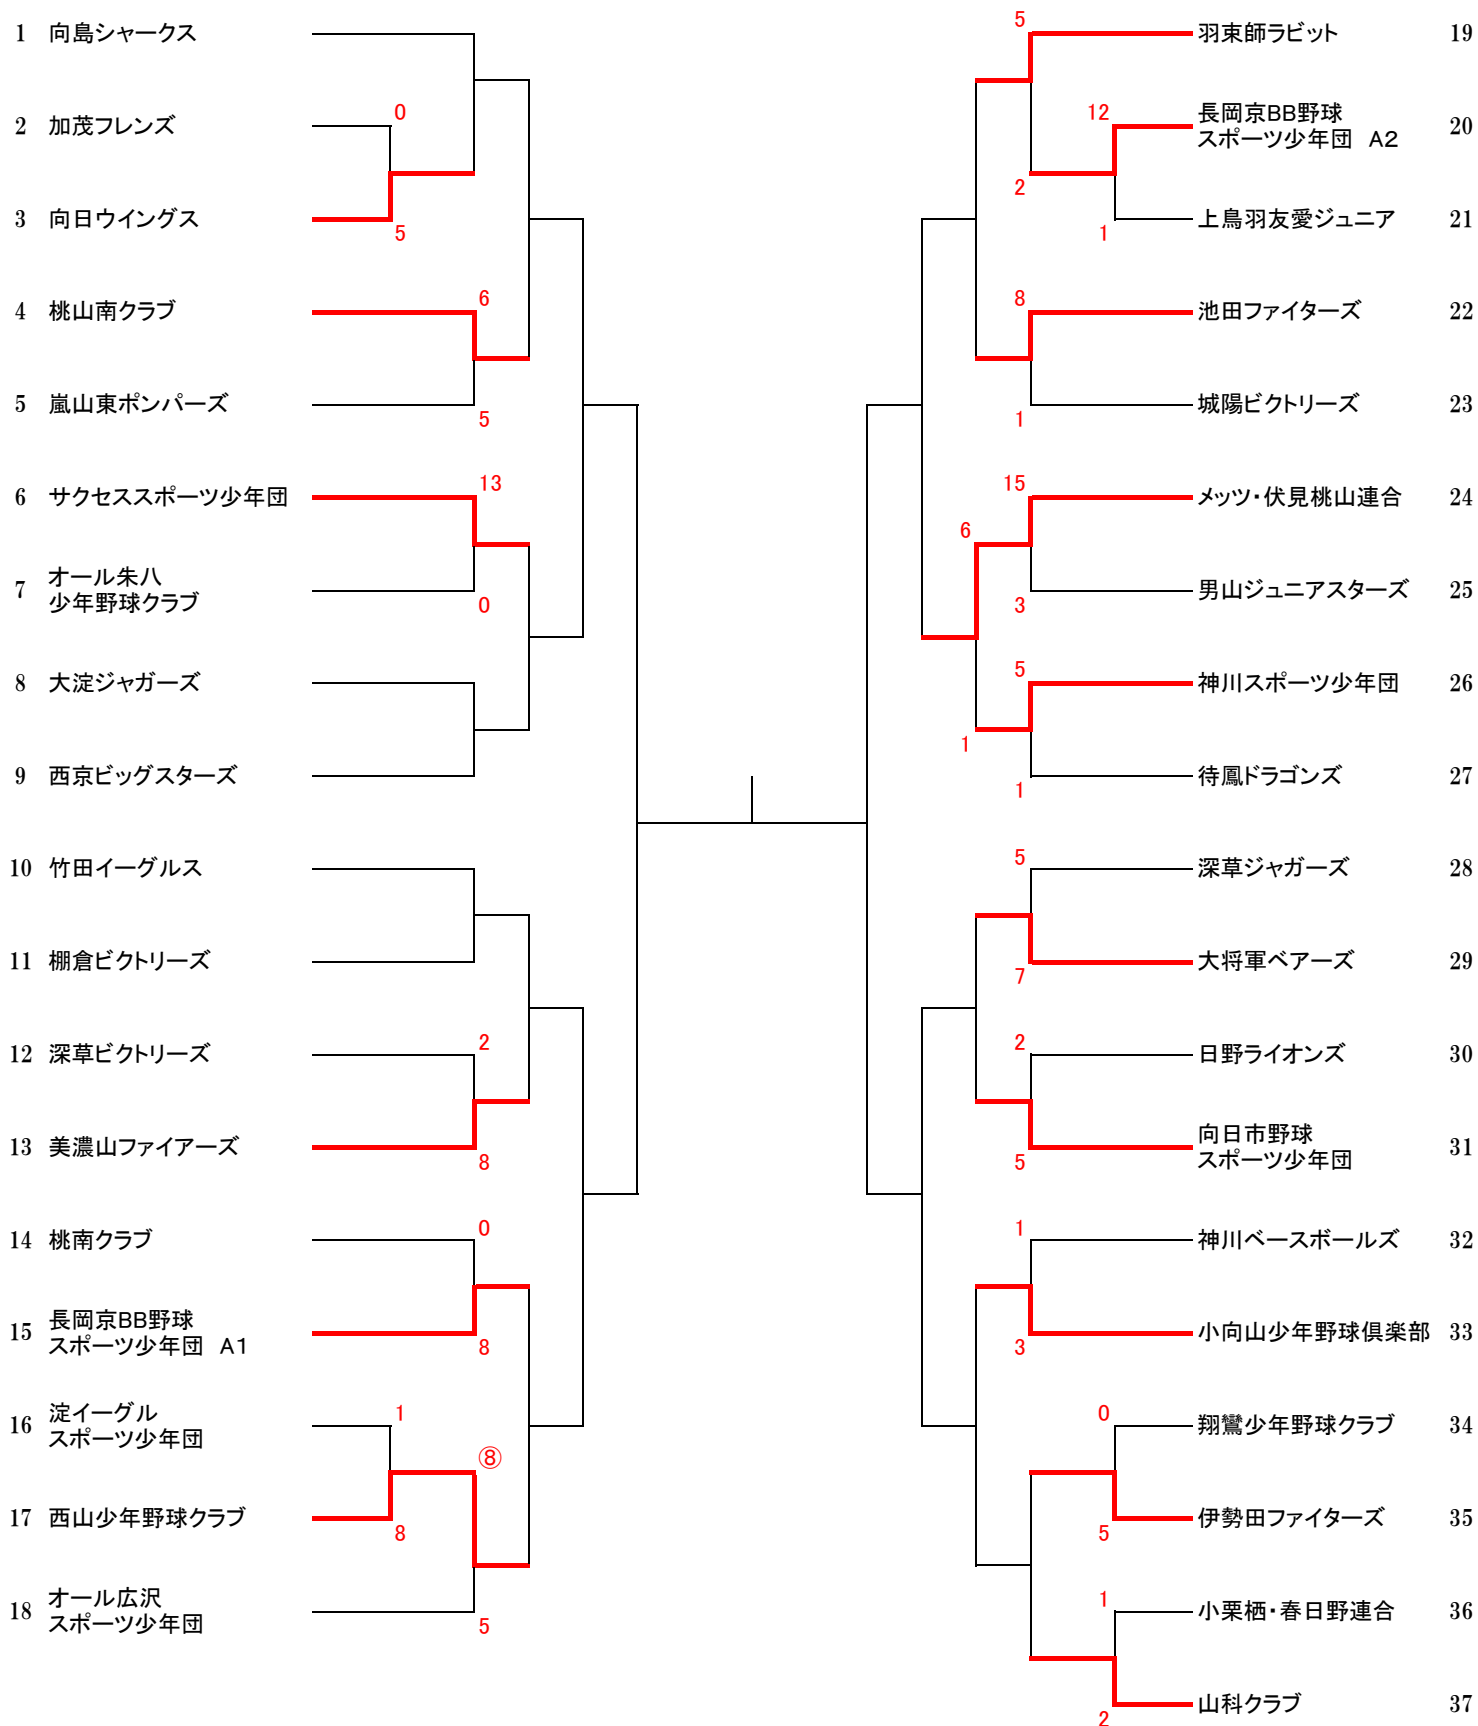 1 向島シャークス
2 加茂フレンズ
0
3 向日ウイングス
5
4 桃山南クラブ
6
5 嵐山東ポンパーズ
5
6 サクセススポーツ少年団
13
7 オール朱八
少年野球クラブ
0
8 大淀ジャガーズ
9 西京ビッグスターズ
10 竹田イーグルス
11 棚倉ビクトリーズ
12 深草ビクトリーズ
2
13 美濃山ファイアーズ
8
14 桃南クラブ
0
15 長岡京BB野球
スポーツ少年団 A1
8
16 淀イーグル
スポーツ少年団
1
⑧
17 西山少年野球クラブ
8
18 オール広沢
スポーツ少年団
5
5
羽束師ラビット 19
12
長岡京BB野球
スポーツ少年団 A2 20
2
上鳥羽友愛ジュニア 21
1
8
池田ファイターズ 22
城陽ビクトリーズ 23
1
15
メッツ・伏見桃山連合 24
6
男山ジュニアスターズ 25
3
5
神川スポーツ少年団 26
1
待鳳ドラゴンズ 27
1
5
深草ジャガーズ 28
大将軍ベアーズ 29
7
2
日野ライオンズ 30
向日市野球
スポーツ少年団 31
5
1
神川ベースボールズ 32
小向山少年野球倶楽部 33
3
0
翔鸞少年野球クラブ 34
伊勢田ファイターズ 35
5
1
小栗栖・春日野連合 36
山科クラブ 37
2